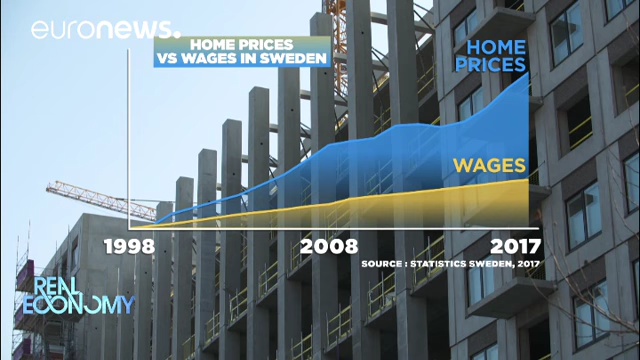 euronews.
HOME PRICES
VS WAGES IN SWEDEN
HOME
PRICES
WAGES
1998
2008
2017
SOURCE : STATISTICS SWEDEN, 2017
REAL
ECONOMY